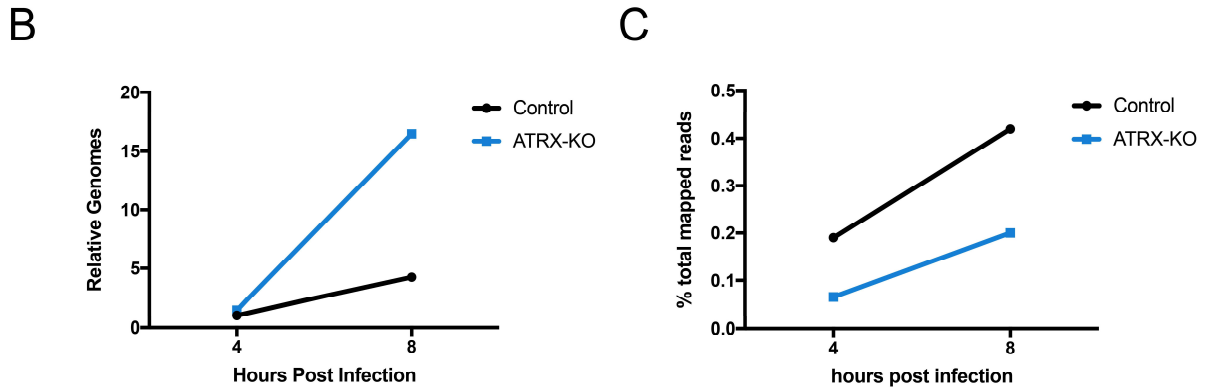 B
20
15
10
5
0
Relative Genomes
4
8
Hours Post Infection
Control
ATRX-KO
C
0.5
0.4
0.3
0.2
0.1
0.0
% total mapped reads
4
8
hours post infection
Control
ATRX-KO